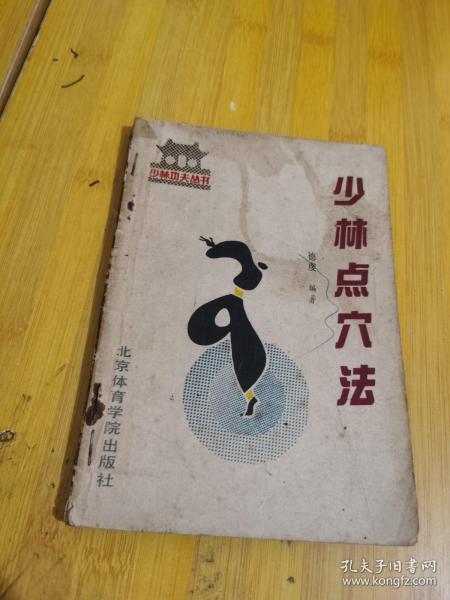 少林功夫丛书
少林点穴法
德虔 编著
北京体育学院出版社
孔夫子旧书网
www.kongfz.com